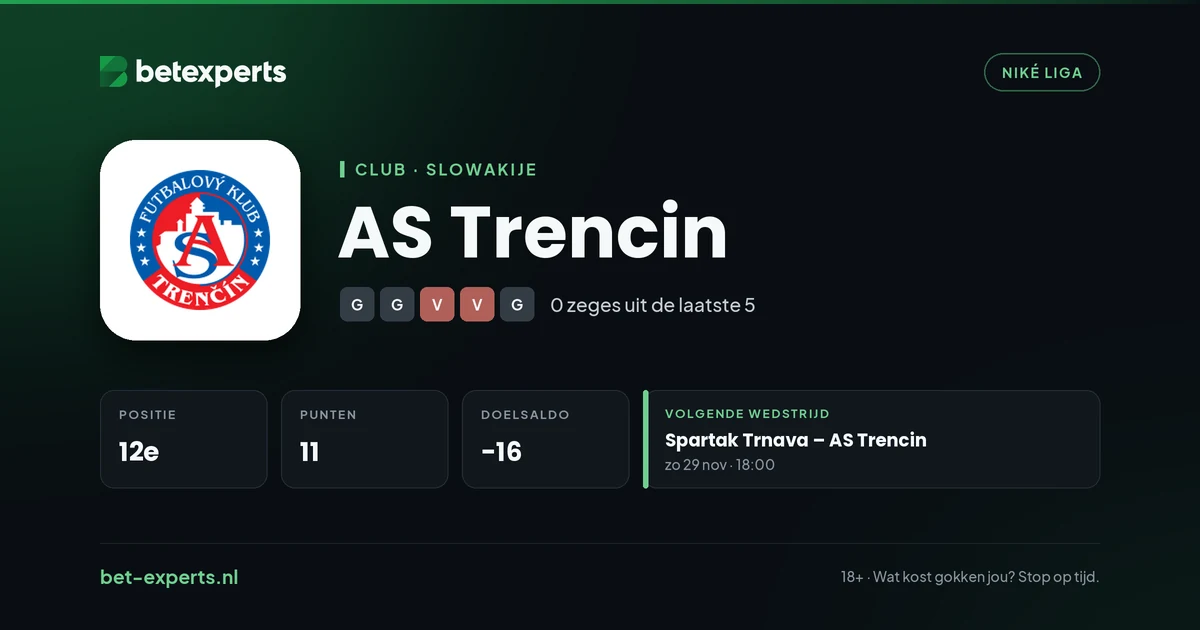 betexperts
NIKÉ LIGA
FUTBALOVÝ KLUB
AS
TRENČÍN
CLUB · SLOWAKIJE
AS Trencin
G G V V G 0 zeges uit de laatste 5
POSITIE
12e
PUNTEN
11
DOELSALDO
-16
VOLGENDE WEDSTRIJD
Spartak Trnava – AS Trencin
zo 29 nov · 18:00
bet-experts.nl
18+ · Wat kost gokken jou? Stop op tijd.